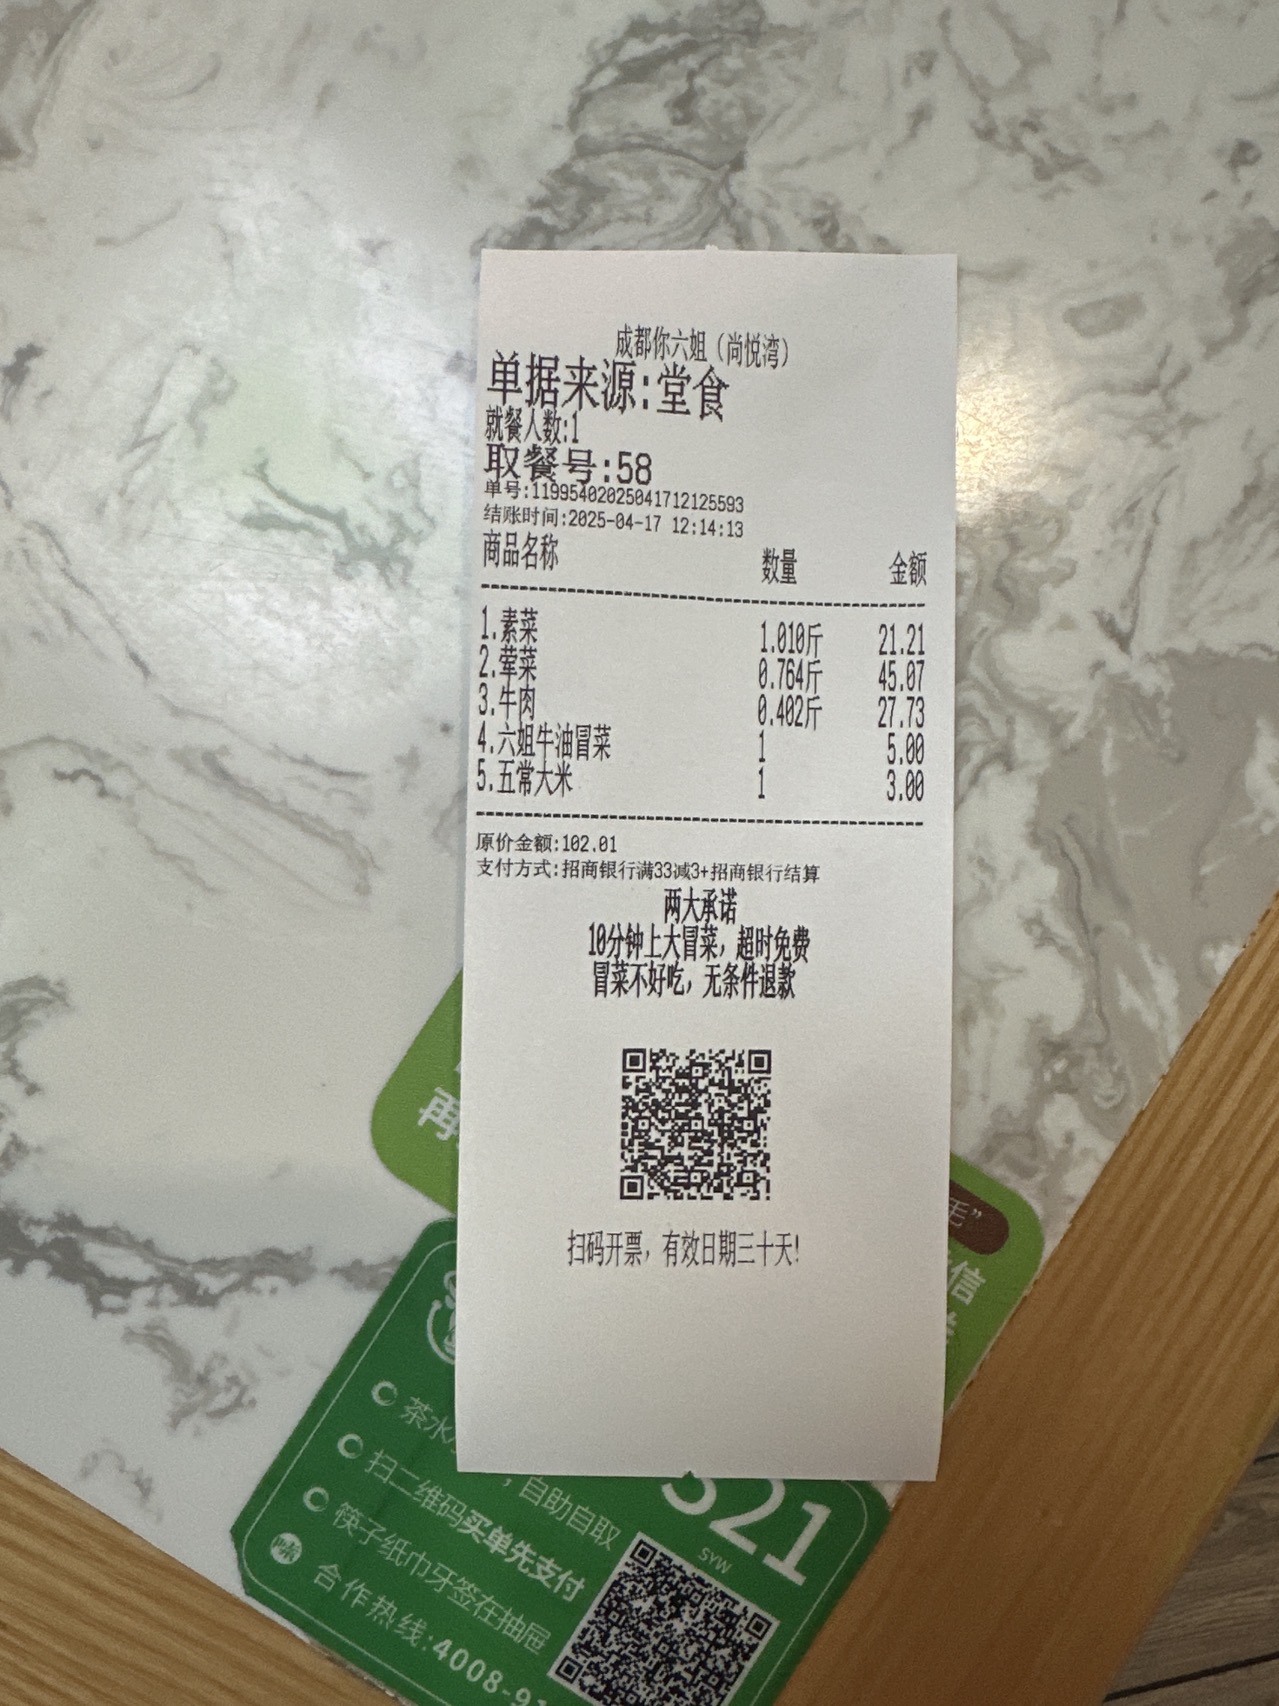 成都你六姐（尚悦湾）
单据来源:堂食
就餐人数:1
取餐号:58
单号:11995402025041712125593
结账时间:2025-04-17 12:14:13
商品名称 数量 金额
1.素菜 1.010斤 21.21
2.荤菜 0.764斤 45.07
3.牛肉 0.402斤 27.73
4.六姐牛油冒菜 1 5.00
5.五常大米 1 3.00
原价金额:102.01
支付方式:招商银行满33减3+招商银行结算
两大承诺
10分钟上大冒菜，超时免费
冒菜不好吃，无条件退款
扫码开票，有效日期三十天!
再
毛”
信
S21
SYW
茶水
，自助自取
扫二维码买单先支付
筷子纸巾牙签在抽屉
合作热线:4008-91